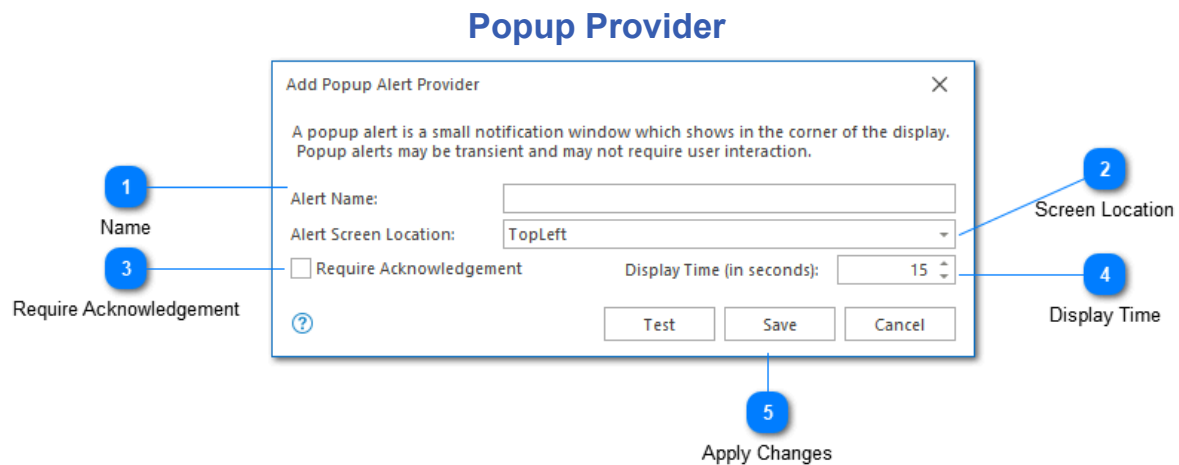 Popup Provider
Add Popup Alert Provider
A popup alert is a small notification window which shows in the corner of the display.
Popup alerts may be transient and may not require user interaction.
1
Name
2
Screen Location
Alert Name:
Alert Screen Location: TopLeft
3
Require Acknowledgement
Require Acknowledgement Display Time (in seconds): 15
4
Display Time
? Test Save Cancel
5
Apply Changes